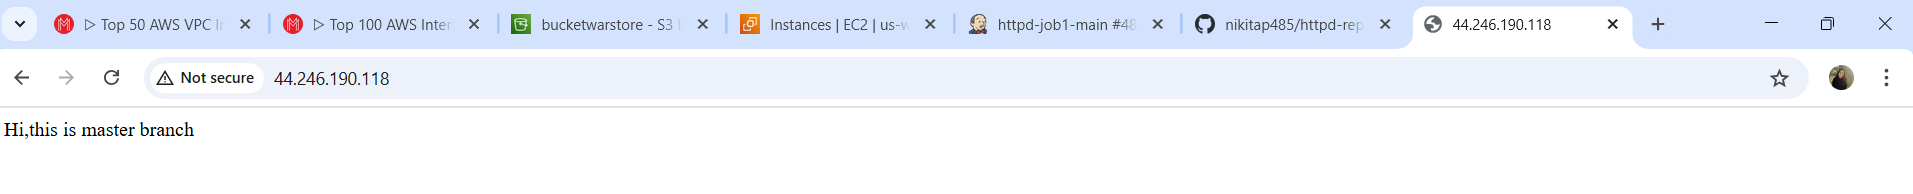 ▷ Top 50 AWS VPC In
▷ Top 100 AWS Inter
bucketwarstore - S3 b
Instances | EC2 | us-w
httpd-job1-main #48
nikitap485/httpd-rep
44.246.190.118
Not secure
44.246.190.118
Hi,this is master branch